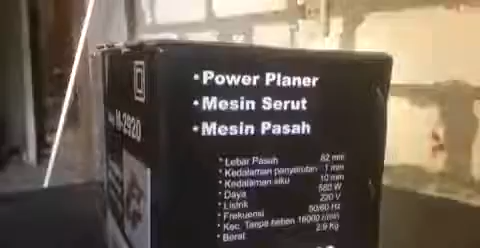 M-2920
• Power Planer
• Mesin Serut
• Mesin Pasah
• Lebar Pasah 82 mm
• Kedalaman penyerutan 1 mm
• Kedalaman siku 10 mm
• Daya 580 W
• Listrik 220 V
• Frekuensi 50/60 Hz
• Kec. Tanpa beban 16000 r/min
• Berat 2.9 Kg